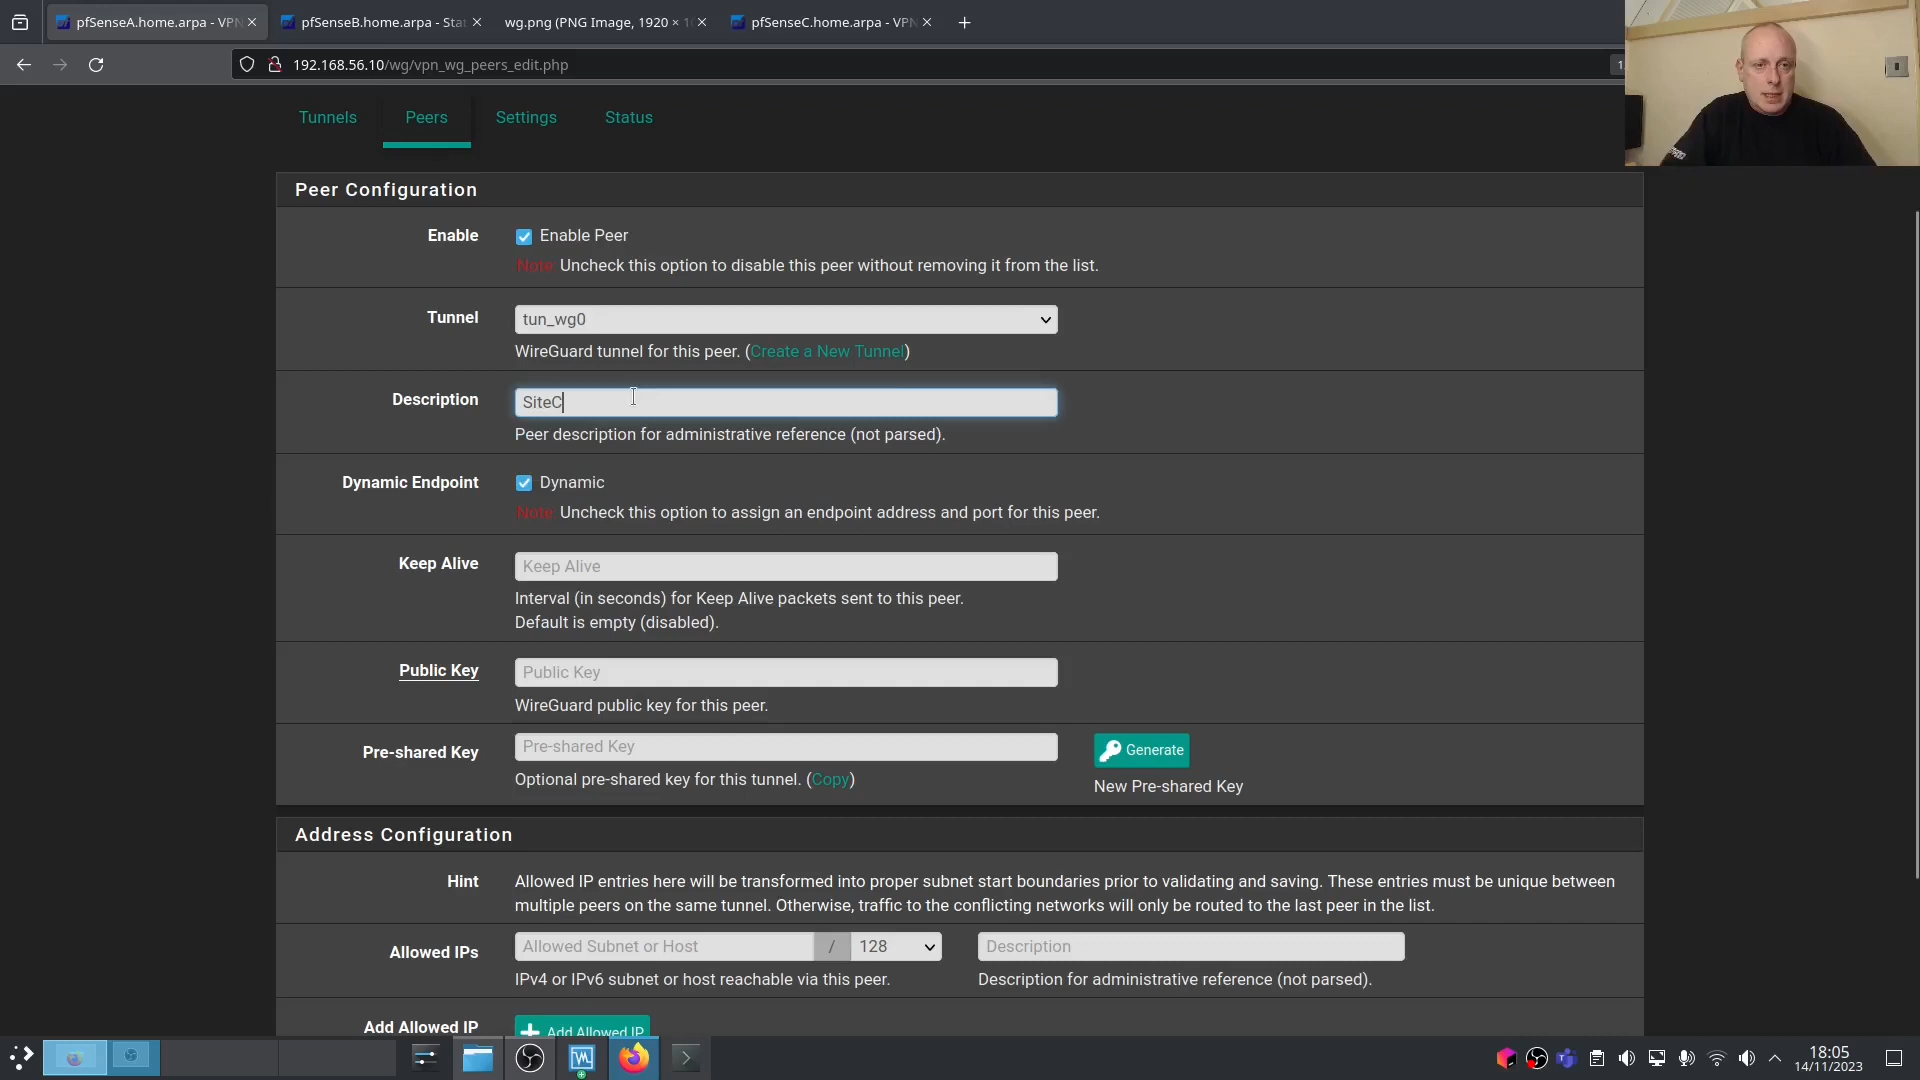 pfSenseA.home.arpa - VPN
pfSenseB.home.arpa - Stat
wg.png (PNG Image, 1920 × 1
pfSenseC.home.arpa - VPN
192.168.56.10/wg/vpn_wg_peers_edit.php
Tunnels Peers Settings Status
Peer Configuration
Enable
Enable Peer
Note: Uncheck this option to disable this peer without removing it from the list.
Tunnel
tun_wg0
WireGuard tunnel for this peer. (Create a New Tunnel)
Description
SiteC
Peer description for administrative reference (not parsed).
Dynamic Endpoint
Dynamic
Note: Uncheck this option to assign an endpoint address and port for this peer.
Keep Alive
Keep Alive
Interval (in seconds) for Keep Alive packets sent to this peer.
Default is empty (disabled).
Public Key
Public Key
WireGuard public key for this peer.
Pre-shared Key
Pre-shared Key
Generate
Optional pre-shared key for this tunnel. (Copy)
New Pre-shared Key
Address Configuration
Hint
Allowed IP entries here will be transformed into proper subnet start boundaries prior to validating and saving. These entries must be unique between
multiple peers on the same tunnel. Otherwise, traffic to the conflicting networks will only be routed to the last peer in the list.
Allowed IPs
Allowed Subnet or Host / 128
Description
IPv4 or IPv6 subnet or host reachable via this peer.
Description for administrative reference (not parsed).
Add Allowed IP
Add Allowed IP
18:05
14/11/2023